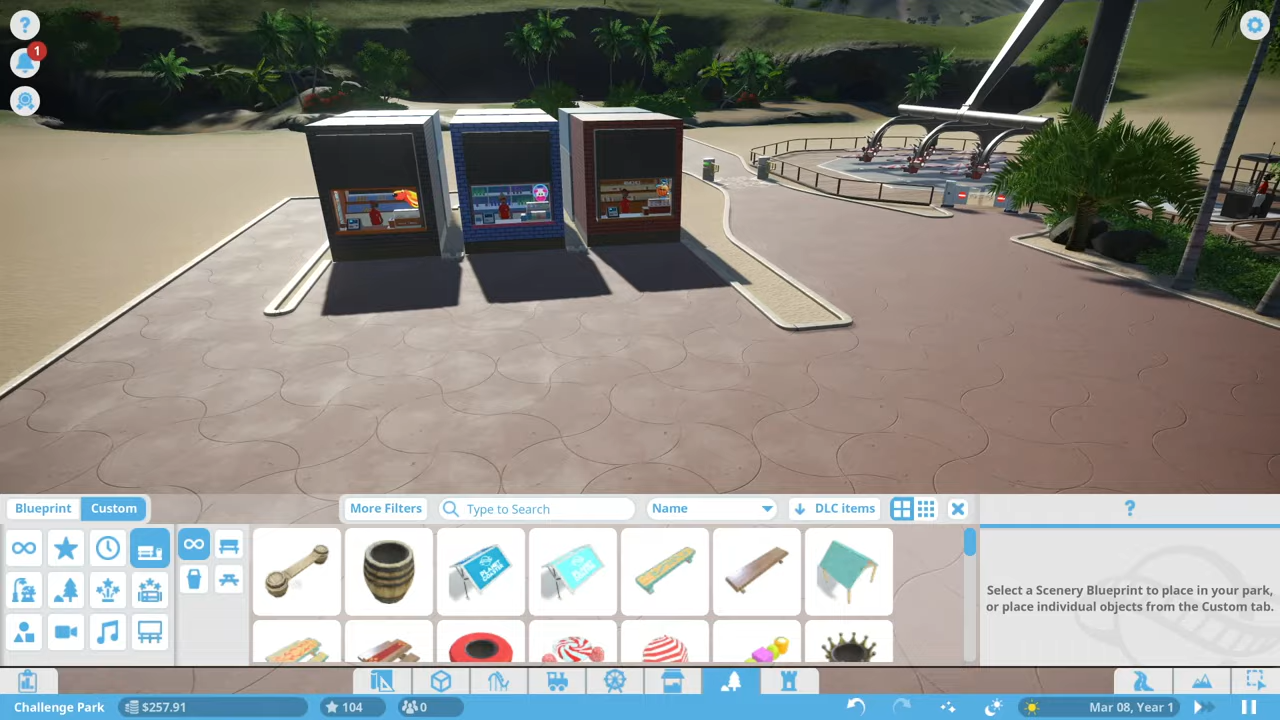 ?
1
Blueprint Custom More Filters Type to Search Name DLC items ?
Select a Scenery Blueprint to place in your park,
or place individual objects from the Custom tab.
Challenge Park $257.91 104 0 Mar 08, Year 1